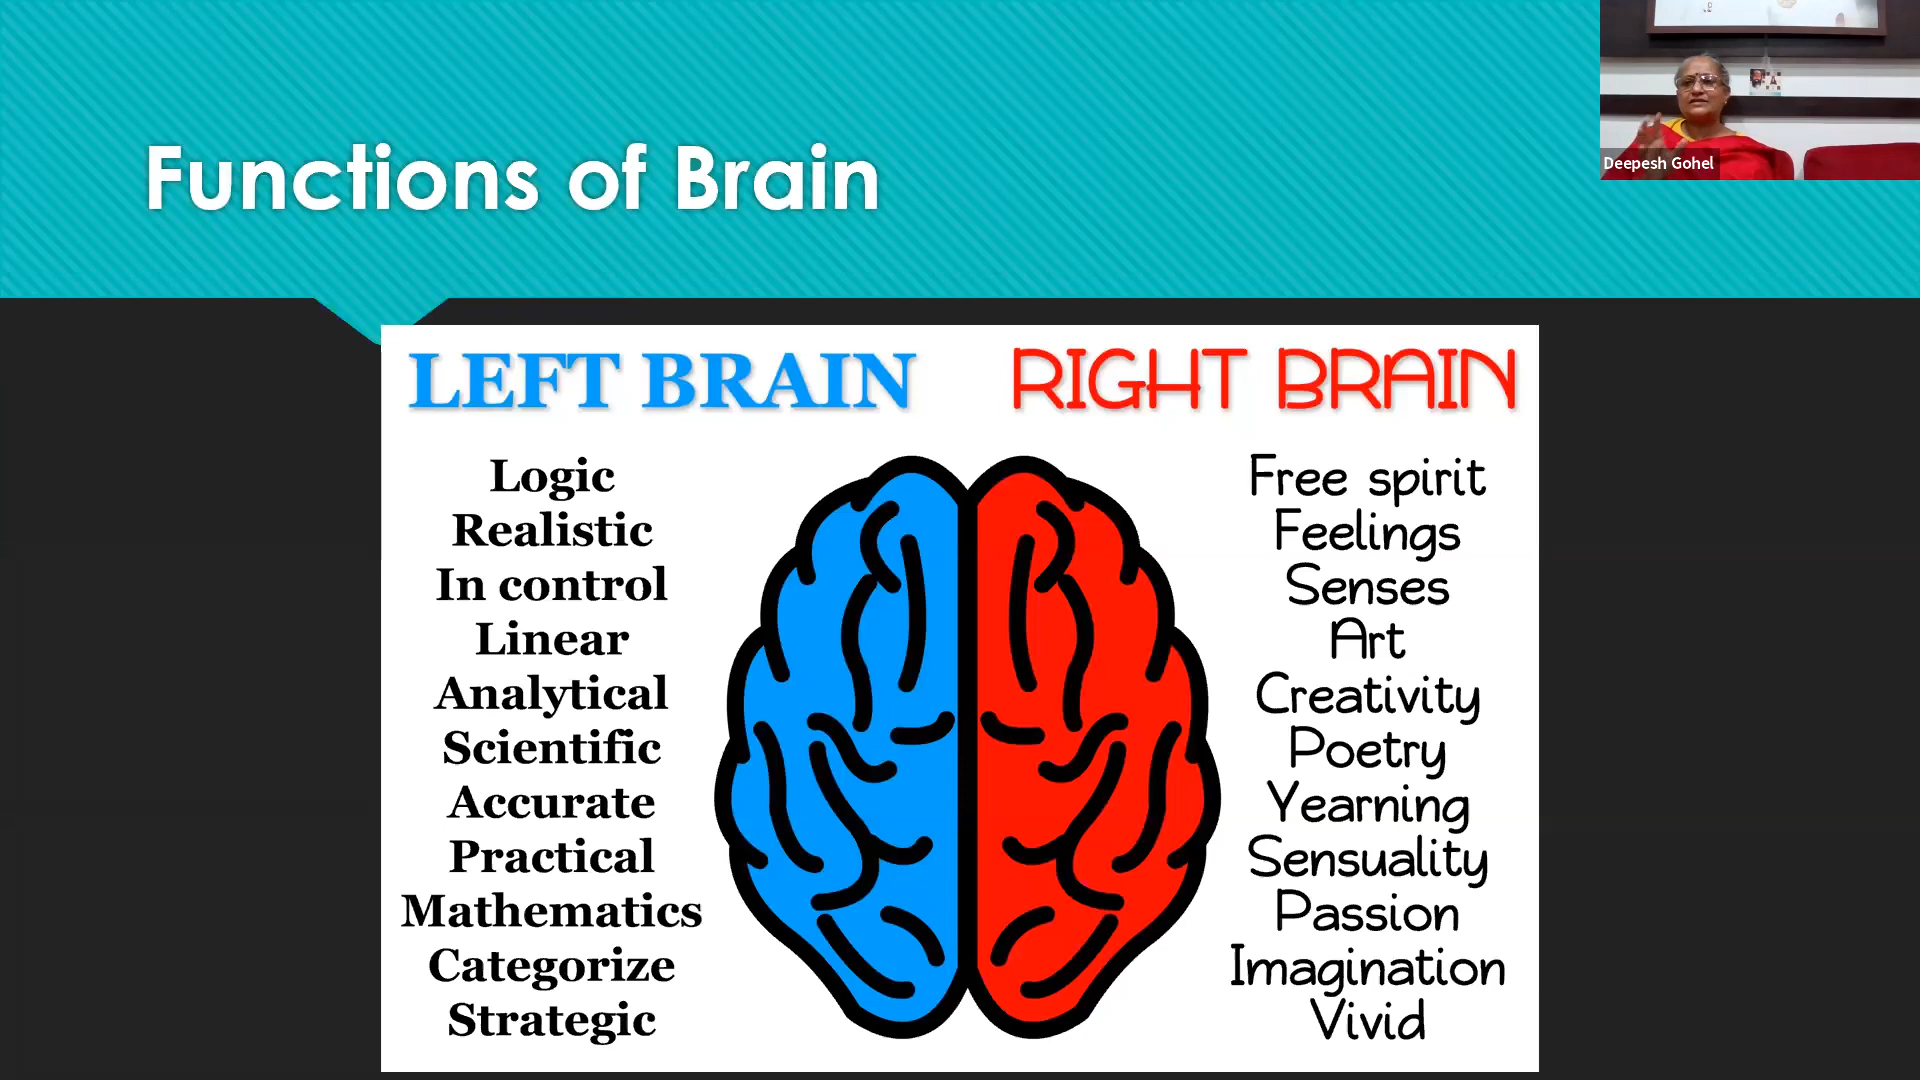 Functions of Brain
Deepesh Gohel
LEFT BRAIN
Logic
Realistic
In control
Linear
Analytical
Scientific
Accurate
Practical
Mathematics
Categorize
Strategic
RIGHT BRAIN
Free spirit
Feelings
Senses
Art
Creativity
Poetry
Yearning
Sensuality
Passion
Imagination
Vivid